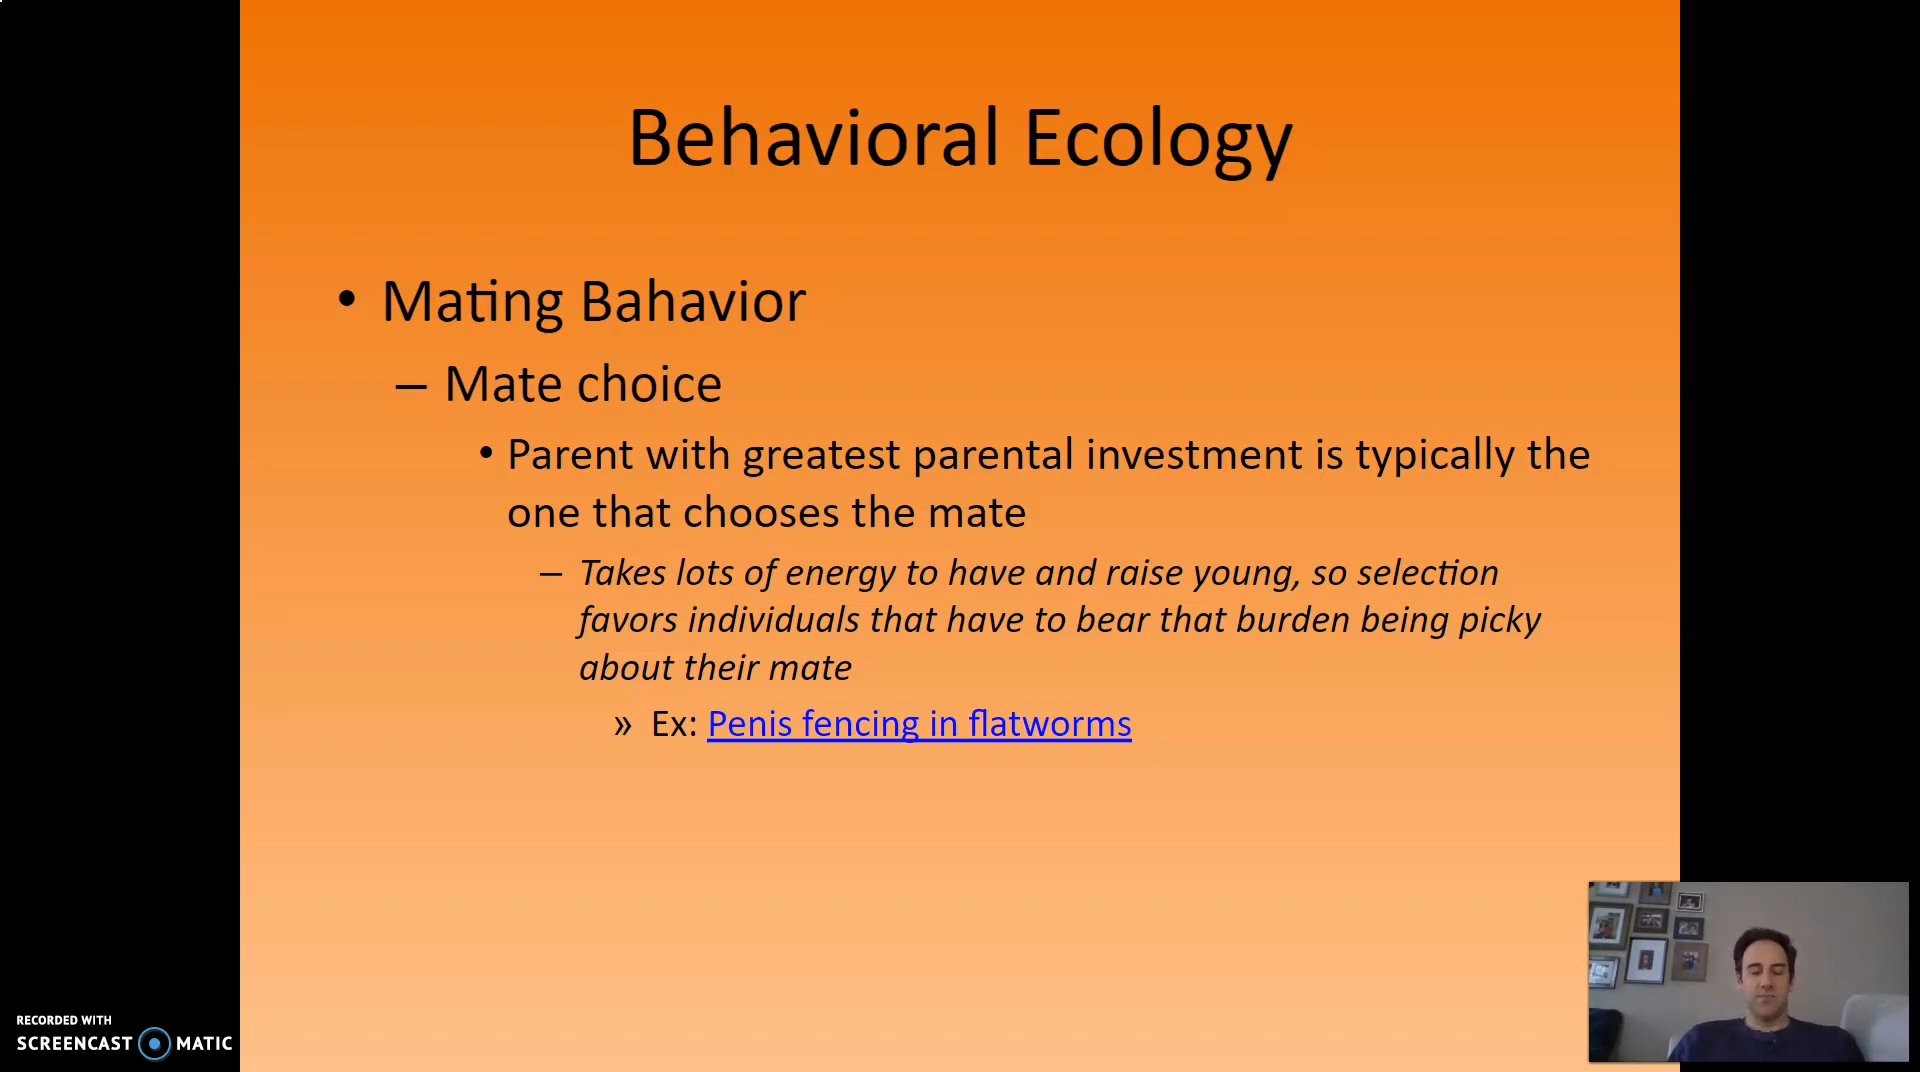 Behavioral Ecology
• Mating Bahavior
– Mate choice
• Parent with greatest parental investment is typically the
one that chooses the mate
– Takes lots of energy to have and raise young, so selection
favors individuals that have to bear that burden being picky
about their mate
» Ex: Penis fencing in flatworms
RECORDED WITH
SCREENCAST MATIC